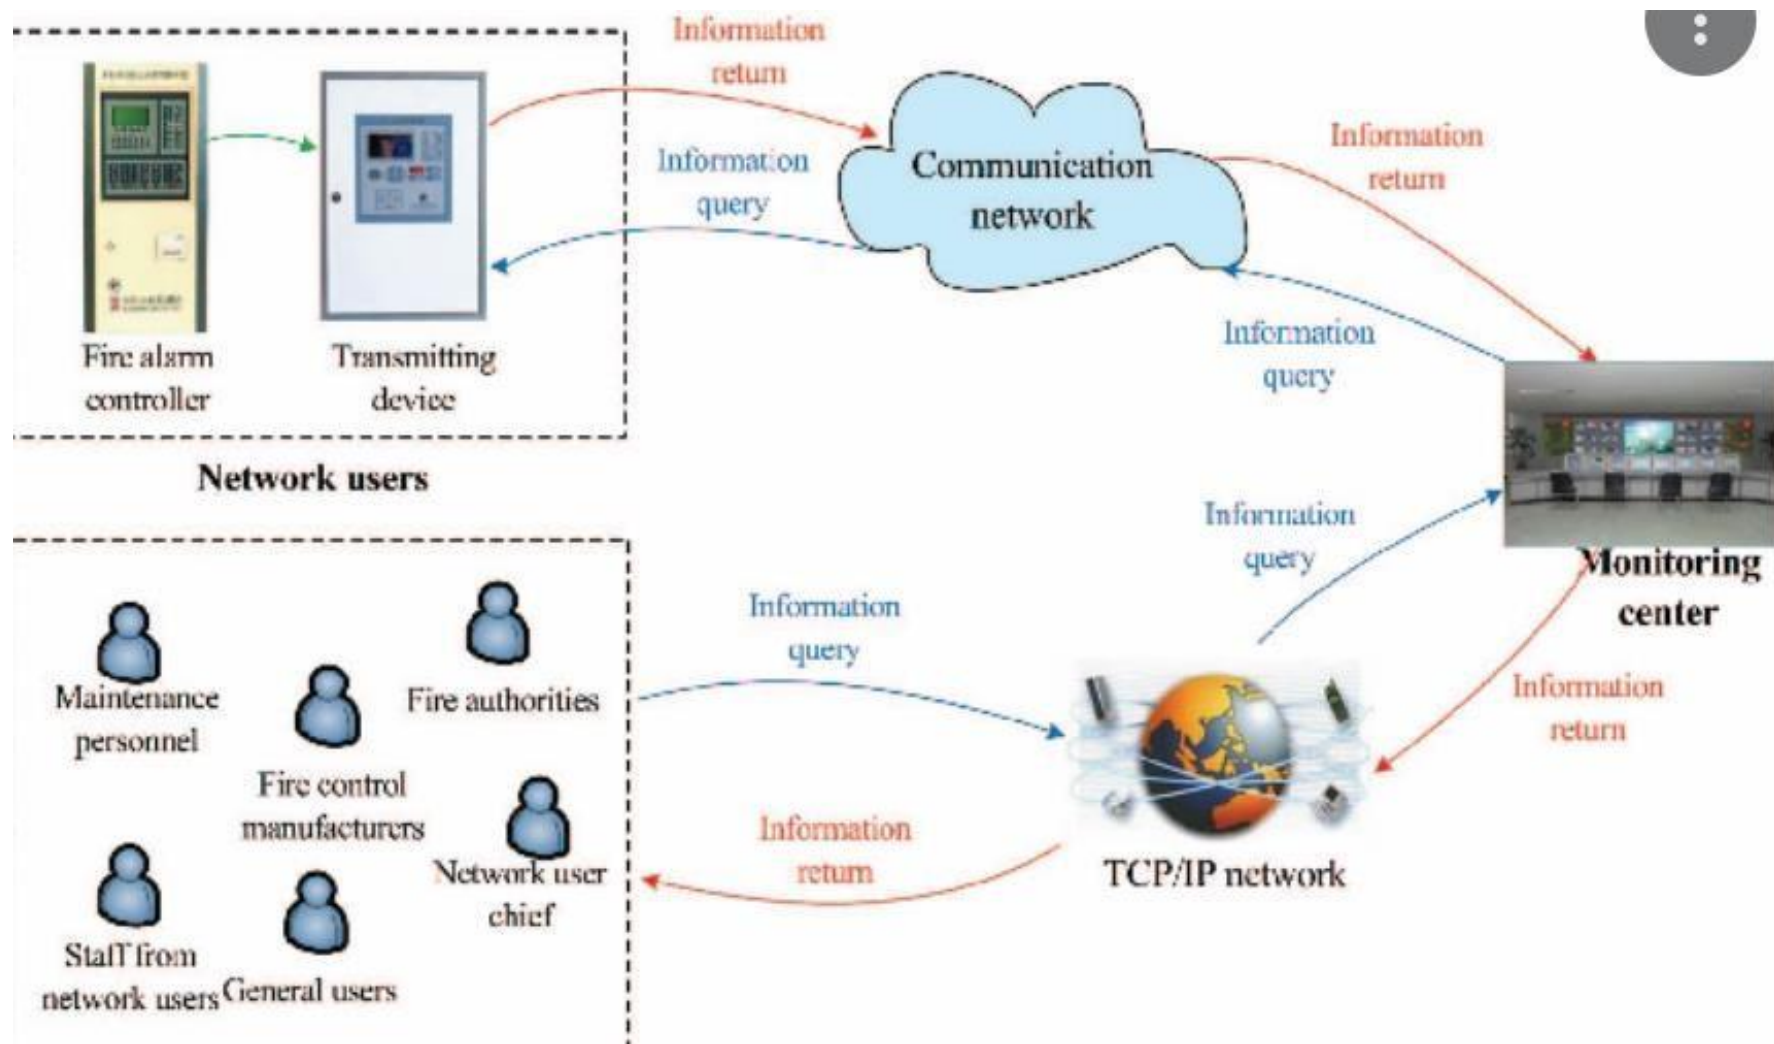 Information
return
Information
query
Communication
network
Information
return
Information
query
Fire alarm
controller
Transmitting
device
Network users
Information
query
Monitoring
center
Information
return
Information
query
Information
return
TCP/IP network
Maintenance
personnel
Fire authorities
Fire control
manufacturers
Network user
chief
Staff from
network users
General users